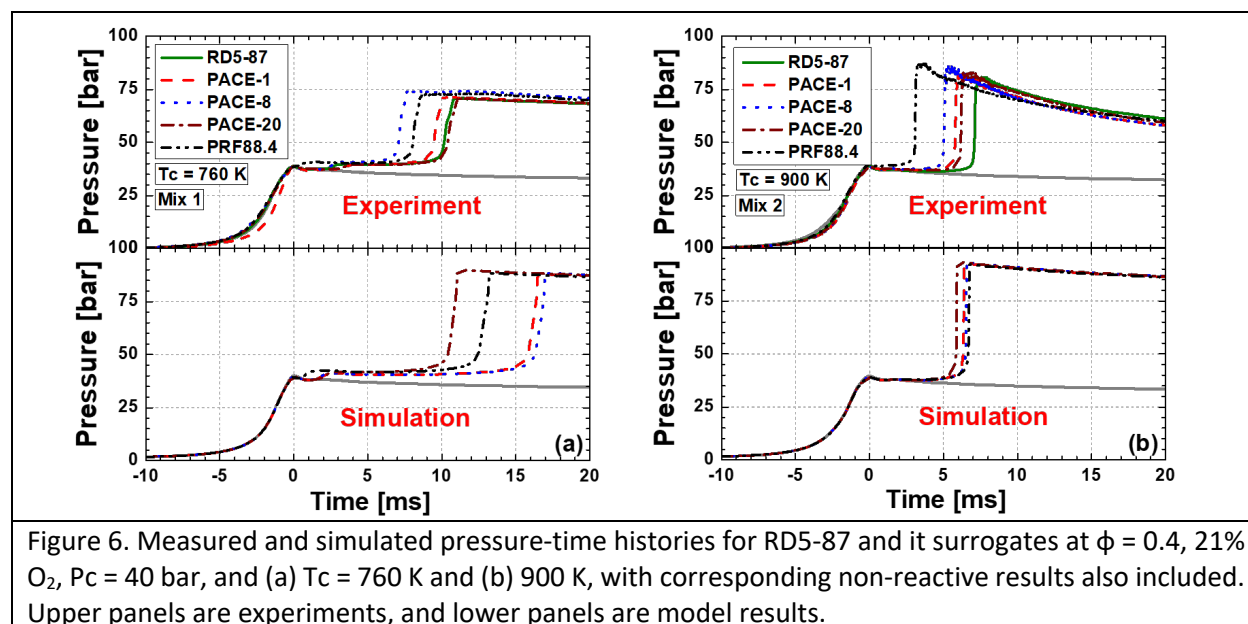 100
75
50
25
100
75
50
25
0
Pressure [bar]
Pressure [bar]
RD5-87
PACE-1
PACE-8
PACE-20
PRF88.4
Tc = 760 K
Mix 1
Experiment
Simulation
(a)
-10 -5 0 5 10 15 20
Time [ms]
100
75
50
25
100
75
50
25
0
Pressure [bar]
Pressure [bar]
RD5-87
PACE-1
PACE-8
PACE-20
PRF88.4
Tc = 900 K
Mix 2
Experiment
Simulation
(b)
-10 -5 0 5 10 15 20
Time [ms]
Figure 6. Measured and simulated pressure-time histories for RD5-87 and it surrogates at ϕ = 0.4, 21%
O₂, Pc = 40 bar, and (a) Tc = 760 K and (b) 900 K, with corresponding non-reactive results also included.
Upper panels are experiments, and lower panels are model results.